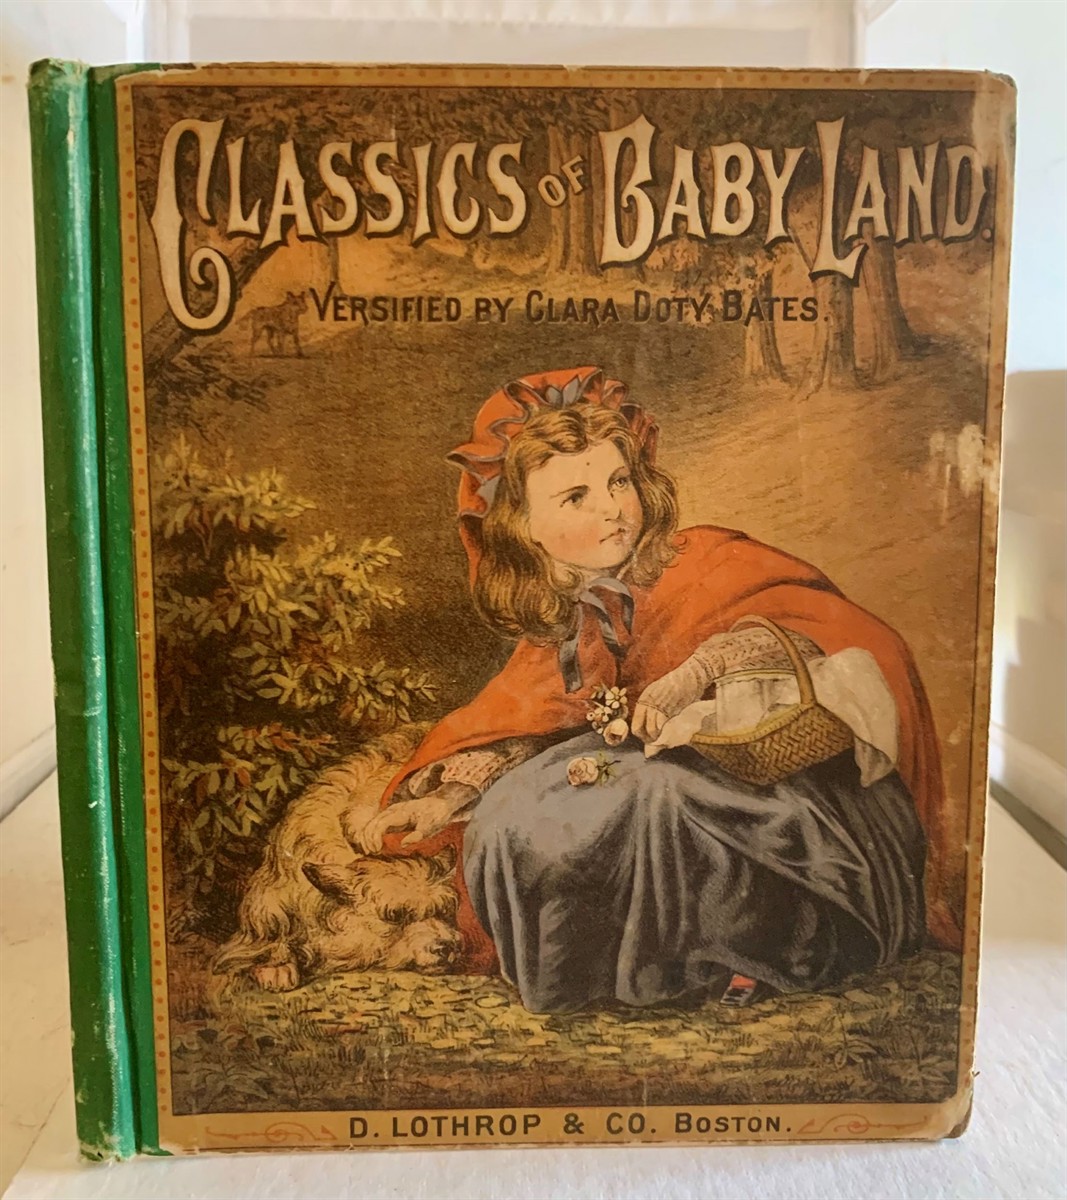 CLASSICS OF BABY LAND.
VERSIFIED BY CLARA DOTY BATES.
D. LOTHROP & CO. BOSTON.